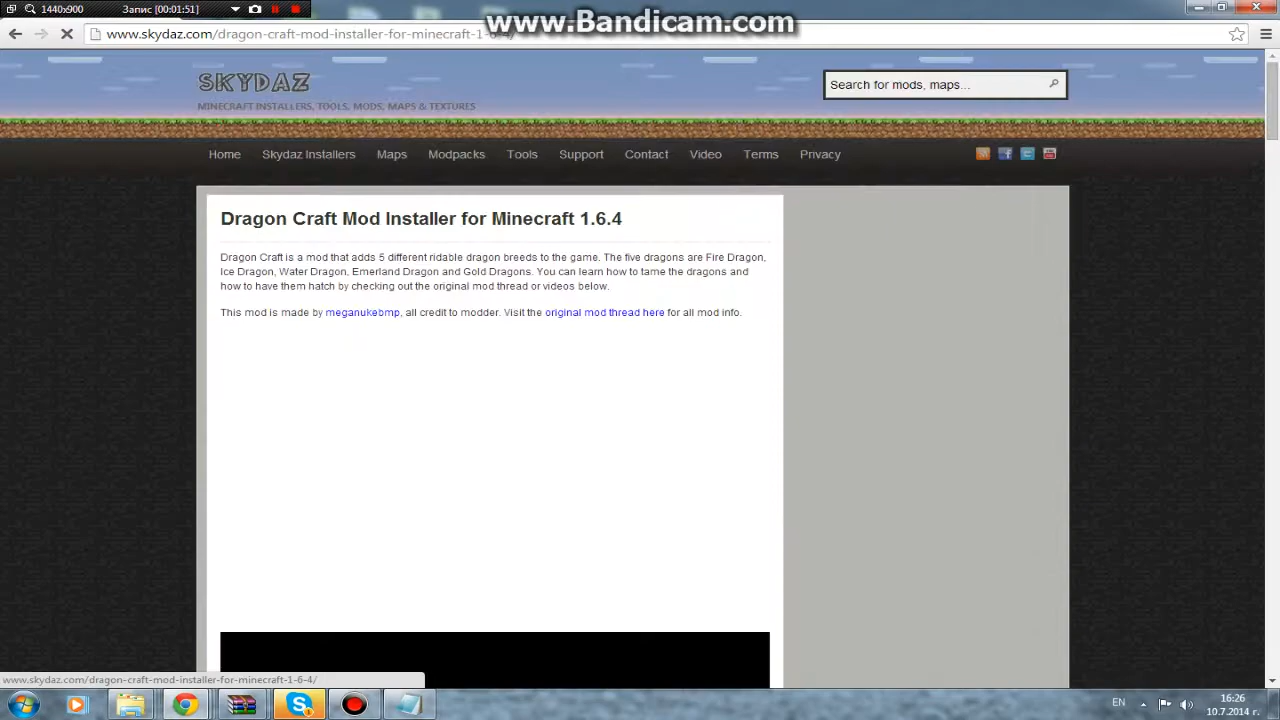 1440x900 Запис [00:01:51]
www.Bandicam.com
www.skydaz.com/dragon-craft-mod-installer-for-minecraft-1-6-4/
SKYDAZ
Search for mods, maps...
MINECRAFT INSTALLERS, TOOLS, MODS, MAPS & TEXTURES
Home Skydaz Installers Maps Modpacks Tools Support Contact Video Terms Privacy
Dragon Craft Mod Installer for Minecraft 1.6.4
Dragon Craft is a mod that adds 5 different ridable dragon breeds to the game. The five dragons are Fire Dragon,
Ice Dragon, Water Dragon, Emerland Dragon and Gold Dragons. You can learn how to tame the dragons and
how to have them hatch by checking out the original mod thread or videos below.
This mod is made by meganukebmp, all credit to modder. Visit the original mod thread here for all mod info.
www.skydaz.com/dragon-craft-mod-installer-for-minecraft-1-6-4/
EN
16:26
10.7.2014 г.